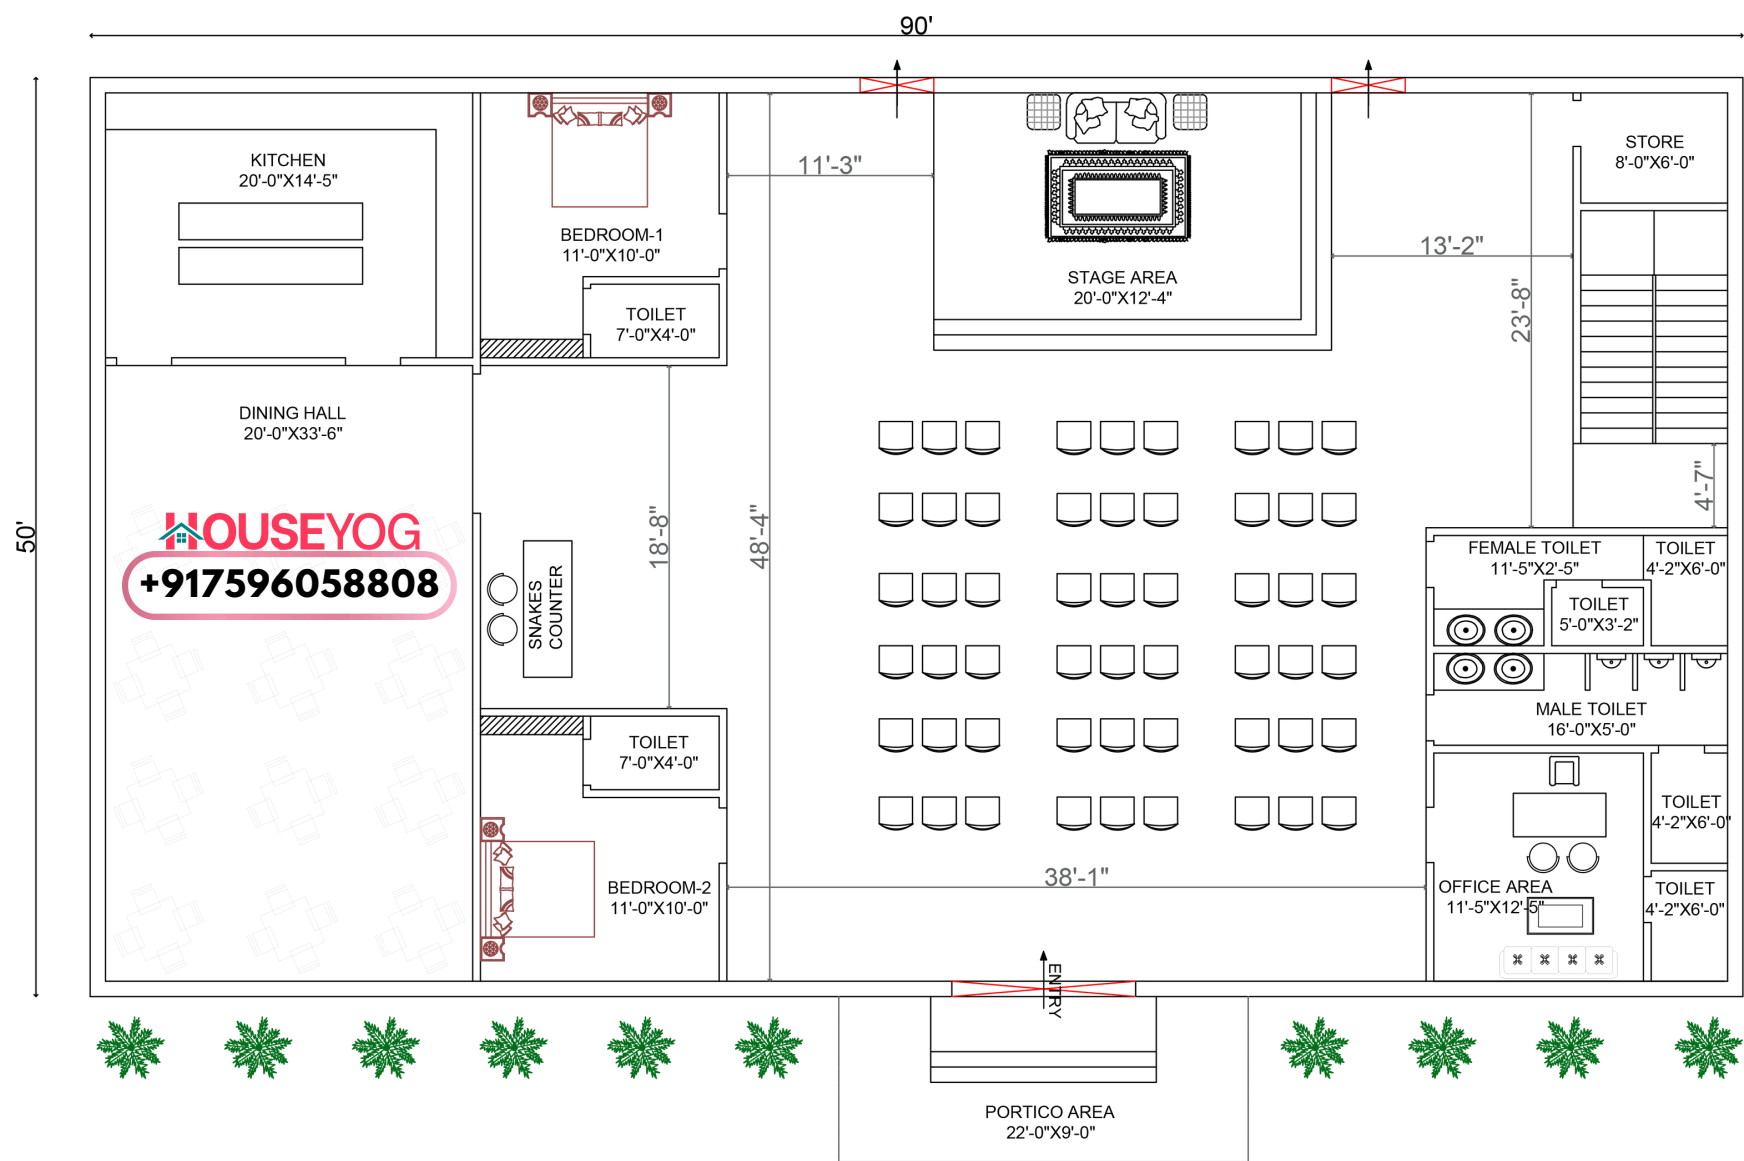 90'
50'
KITCHEN
20'-0"X14'-5"
BEDROOM-1
11'-0"X10'-0"
TOILET
7'-0"X4'-0"
11'-3"
STAGE AREA
20'-0"X12'-4"
13'-2"
23'-8"
STORE
8'-0"X6'-0"
4'-7"
DINING HALL
20'-0"X33'-6"
HOUSEYOG
+917596058808
SNAKES
COUNTER
18'-8"
48'-4"
FEMALE TOILET
11'-5"X2'-5"
TOILET
4'-2"X6'-0"
TOILET
5'-0"X3'-2"
MALE TOILET
16'-0"X5'-0"
TOILET
7'-0"X4'-0"
BEDROOM-2
11'-0"X10'-0"
38'-1"
OFFICE AREA
11'-5"X12'-5"
TOILET
4'-2"X6'-0"
TOILET
4'-2"X6'-0"
ENTRY
PORTICO AREA
22'-0"X9'-0"